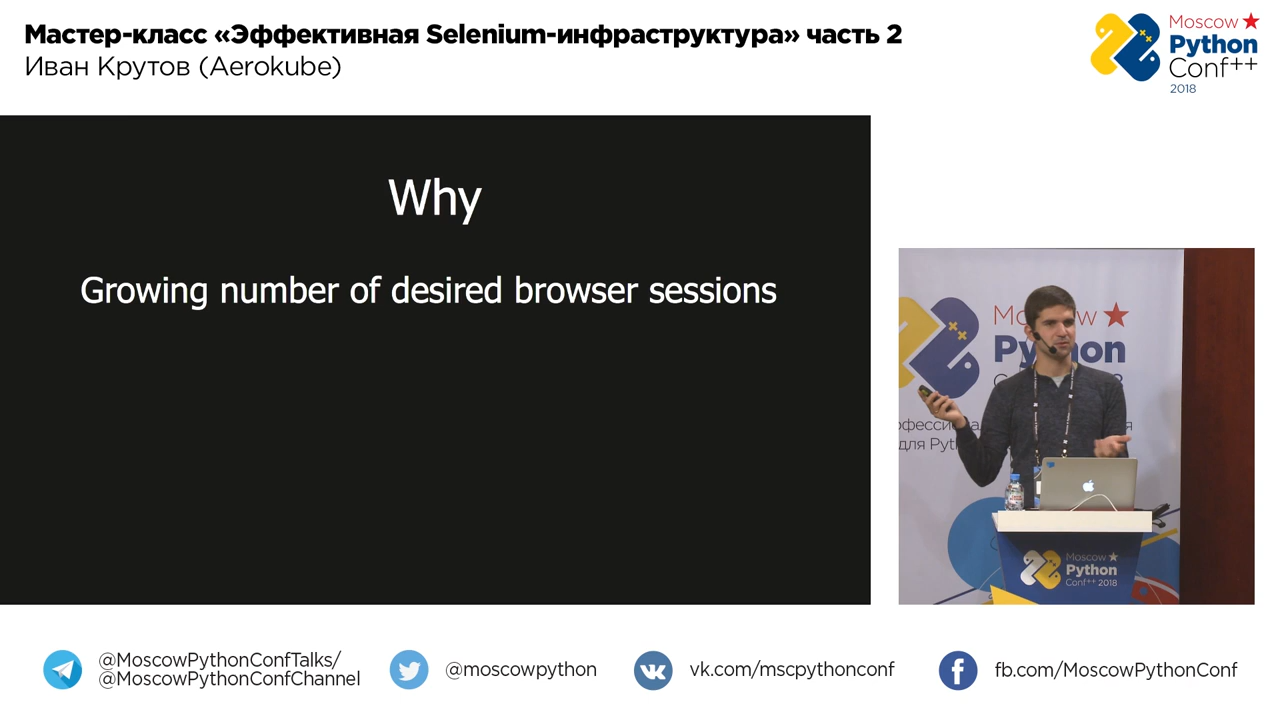 Мастер-класс «Эффективная Selenium-инфраструктура» часть 2
Иван Крутов (Aerokube)
Moscow
Python
Conf++
2018
Why
Growing number of desired browser sessions
Moscow
Python
для
Moscow
Python
Conf++ 2018
@MoscowPythonConfTalks/
@MoscowPythonConfChannel
@moscowpython
vk.com/mscpythonconf
fb.com/MoscowPythonConf